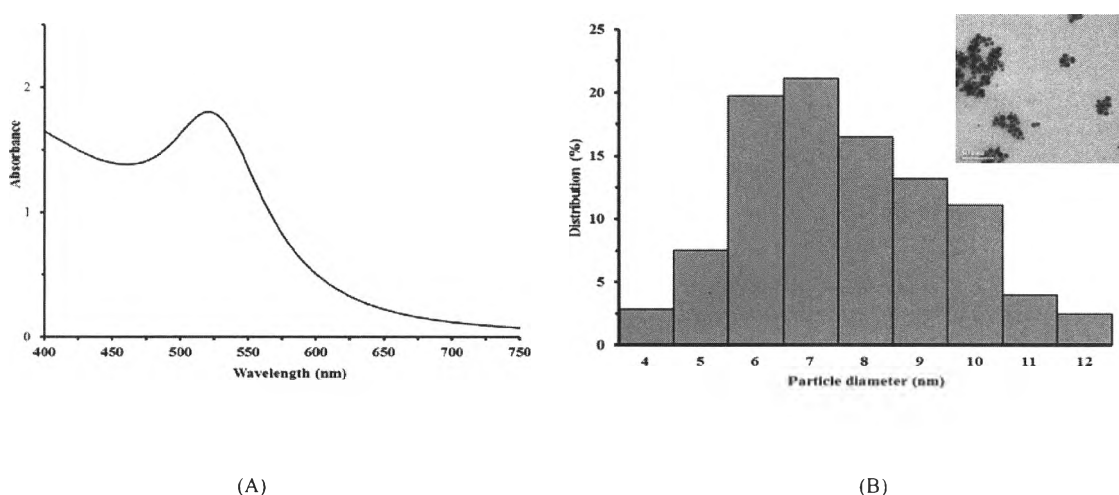 2
1
0
400 450 500 550 600 650 700 750
Absorbance
Wavelength (nm)
25
20
15
10
5
0
4 5 6 7 8 9 10 11 12
Distribution (%)
Particle diameter (nm)
(A)
(B)